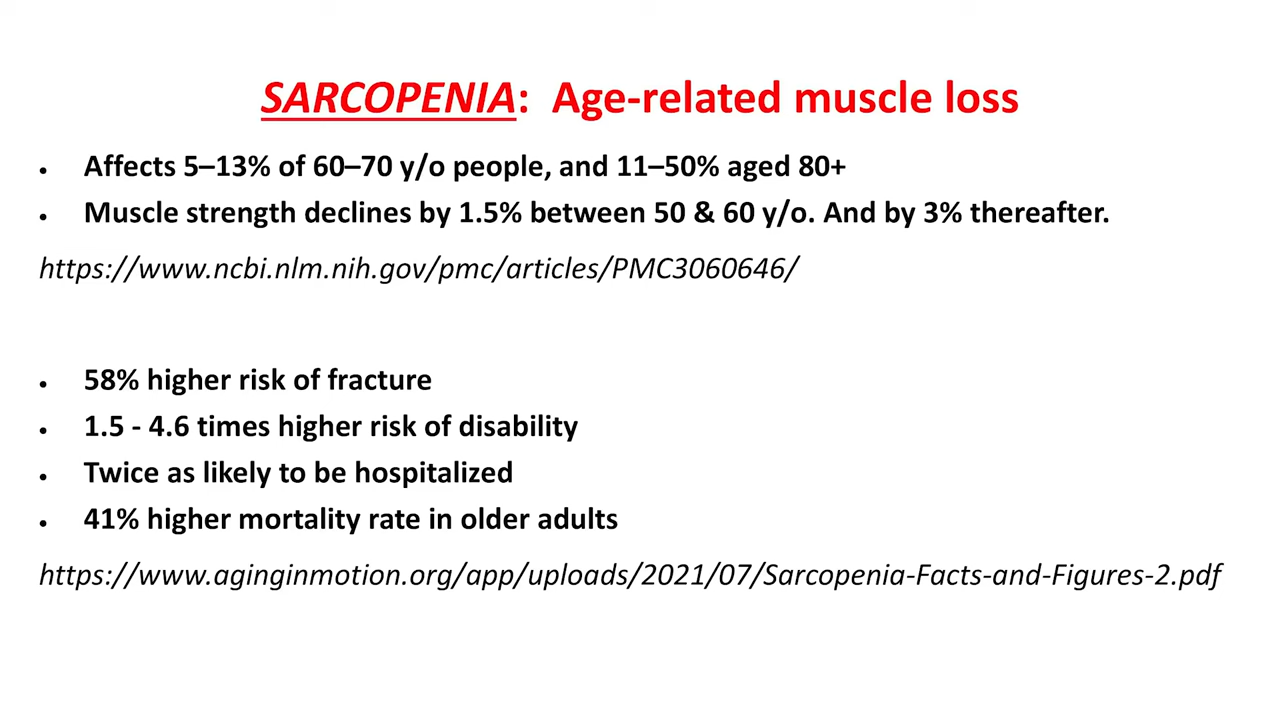 SARCOPENIA: Age-related muscle loss
• Affects 5–13% of 60–70 y/o people, and 11–50% aged 80+
• Muscle strength declines by 1.5% between 50 & 60 y/o. And by 3% thereafter.
https://www.ncbi.nlm.nih.gov/pmc/articles/PMC3060646/
• 58% higher risk of fracture
• 1.5 - 4.6 times higher risk of disability
• Twice as likely to be hospitalized
• 41% higher mortality rate in older adults
https://www.aginginmotion.org/app/uploads/2021/07/Sarcopenia-Facts-and-Figures-2.pdf